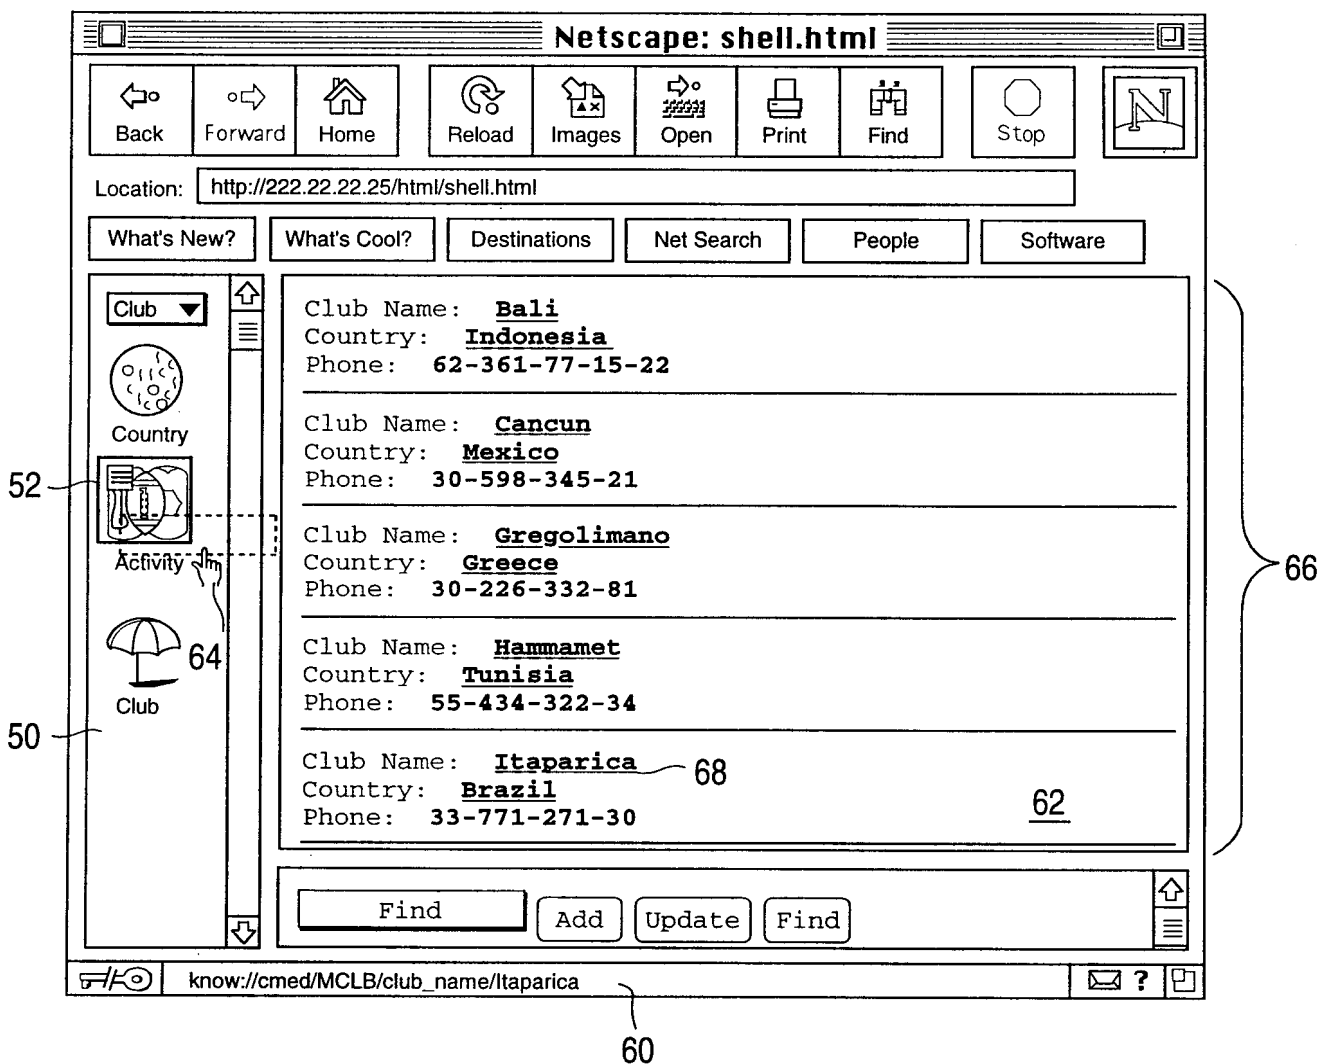 Netscape: shell.html
Back Forward Home Reload Images Open Print Find Stop N
Location: http://222.22.22.25/html/shell.html
What's New? What's Cool? Destinations Net Search People Software
Club
Country
52
Activity
64
Club
50
Club Name: Bali
Country: Indonesia
Phone: 62-361-77-15-22
Club Name: Cancun
Country: Mexico
Phone: 30-598-345-21
Club Name: Gregolimano
Country: Greece
Phone: 30-226-332-81
Club Name: Hammamet
Country: Tunisia
Phone: 55-434-322-34
Club Name: Itaparica 68
Country: Brazil
Phone: 33-771-271-30
62
66
Find Add Update Find
know://cmed/MCLB/club_name/Itaparica ?
60